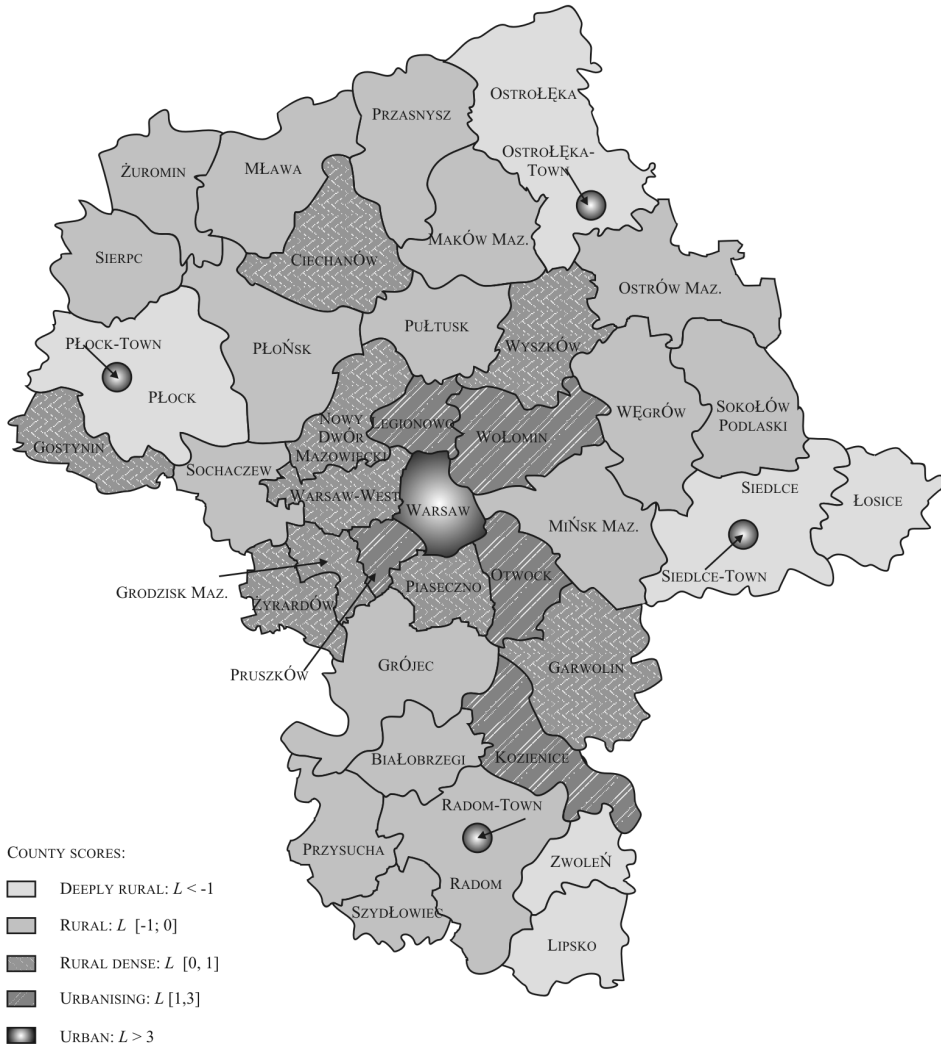 OSTROŁĘKA
PRZASNYSZ
OSTROŁĘKA-
TOWN
ŻUROMIN
MŁAWA
MAKÓW MAZ.
SIERPC
CIECHANÓW
OSTRÓW MAZ.
PUŁTUSK
PŁOCK-TOWN
PŁOŃSK
WYSZKÓW
PŁOCK
WĘGRÓW
SOKOŁÓW
PODLASKI
NOWY
DWÓR
MAZOWIECKI
LEGIONOWO
WOŁOMIN
GOSTYNIN
SOCHACZEW
SIEDLCE
ŁOSICE
WARSAW-WEST
WARSAW
MIŃSK MAZ.
SIEDLCE-TOWN
GRODZISK MAZ.
PIASECZNO
OTWOCK
ŻYRARDÓW
PRUSZKÓW
GRÓJEC
GARWOLIN
BIAŁOBRZEGI
KOZIENICE
RADOM-TOWN
PRZYSUCHA
ZWOLEŃ
RADOM
SZYDŁOWIEC
LIPSKO
COUNTY SCORES:
DEEPLY RURAL: L < -1
RURAL: L [-1; 0]
RURAL DENSE: L [0, 1]
URBANISING: L [1,3]
URBAN: L > 3